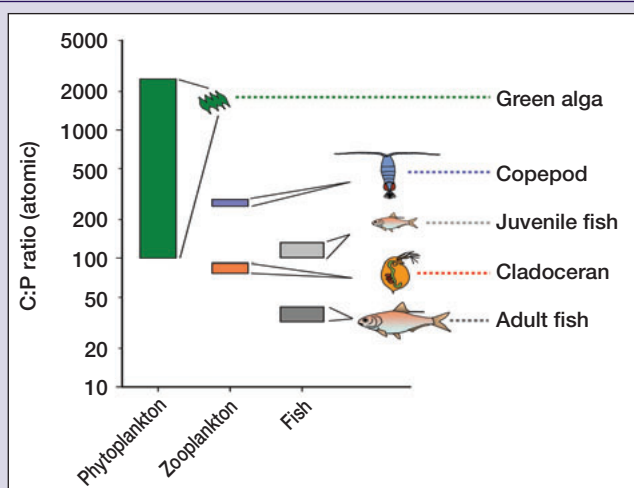 C:P ratio (atomic)
5000
2000
1000
500
200
100
50
20
10
Green alga
Copepod
Juvenile fish
Cladoceran
Adult fish
Phytoplankton
Zooplankton
Fish